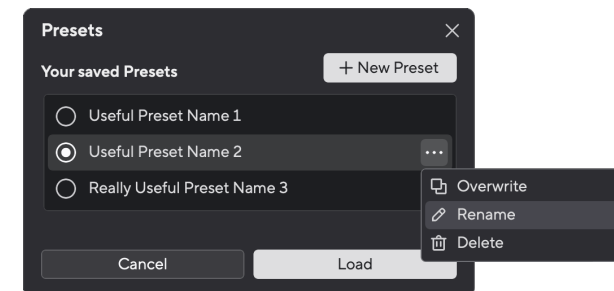 Presets
Your saved Presets
+ New Preset
Useful Preset Name 1
Useful Preset Name 2
Really Useful Preset Name 3
Overwrite
Rename
Delete
Cancel
Load